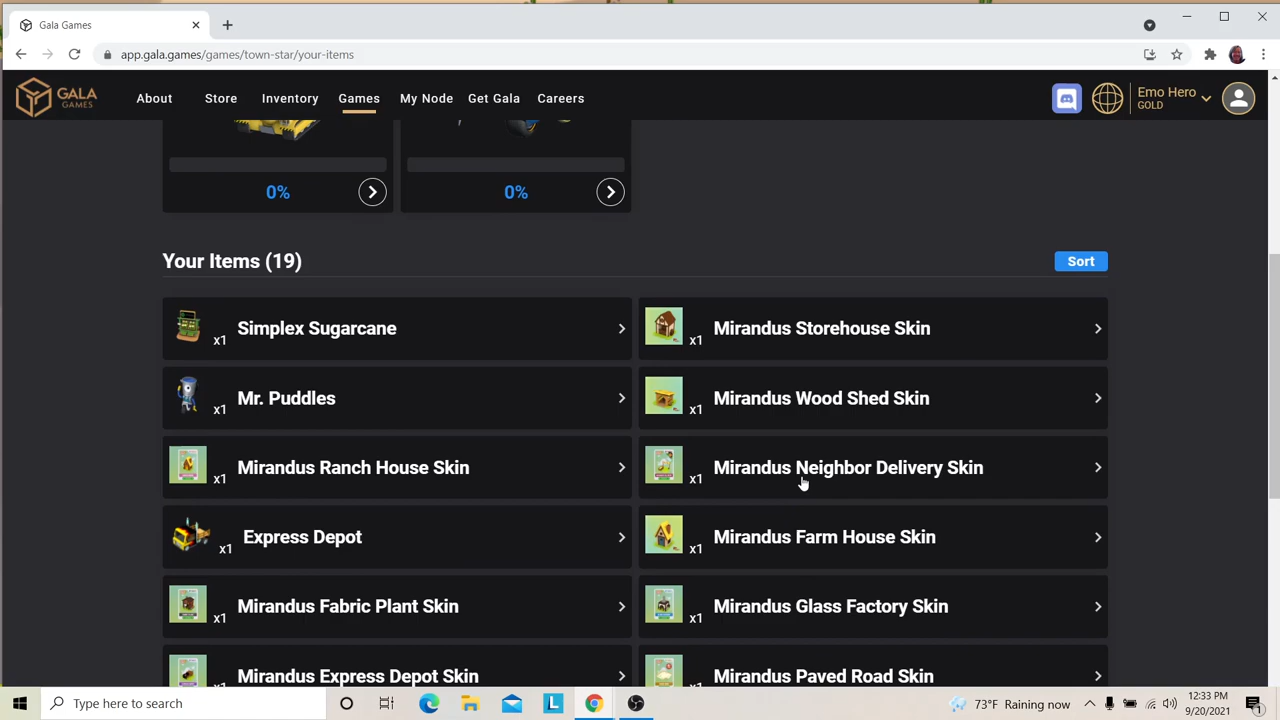 Gala Games
app.gala.games/games/town-star/your-items
GALA GAMES
About
Store
Inventory
Games
My Node
Get Gala
Careers
Emo Hero
GOLD
0%
0%
Your Items (19)
Sort
x1 Simplex Sugarcane
x1 Mirandus Storehouse Skin
x1 Mr. Puddles
x1 Mirandus Wood Shed Skin
x1 Mirandus Ranch House Skin
x1 Mirandus Neighbor Delivery Skin
x1 Express Depot
x1 Mirandus Farm House Skin
x1 Mirandus Fabric Plant Skin
x1 Mirandus Glass Factory Skin
x1 Mirandus Express Depot Skin
x1 Mirandus Paved Road Skin
Type here to search
L
73°F Raining now
12:33 PM
9/20/2021
1